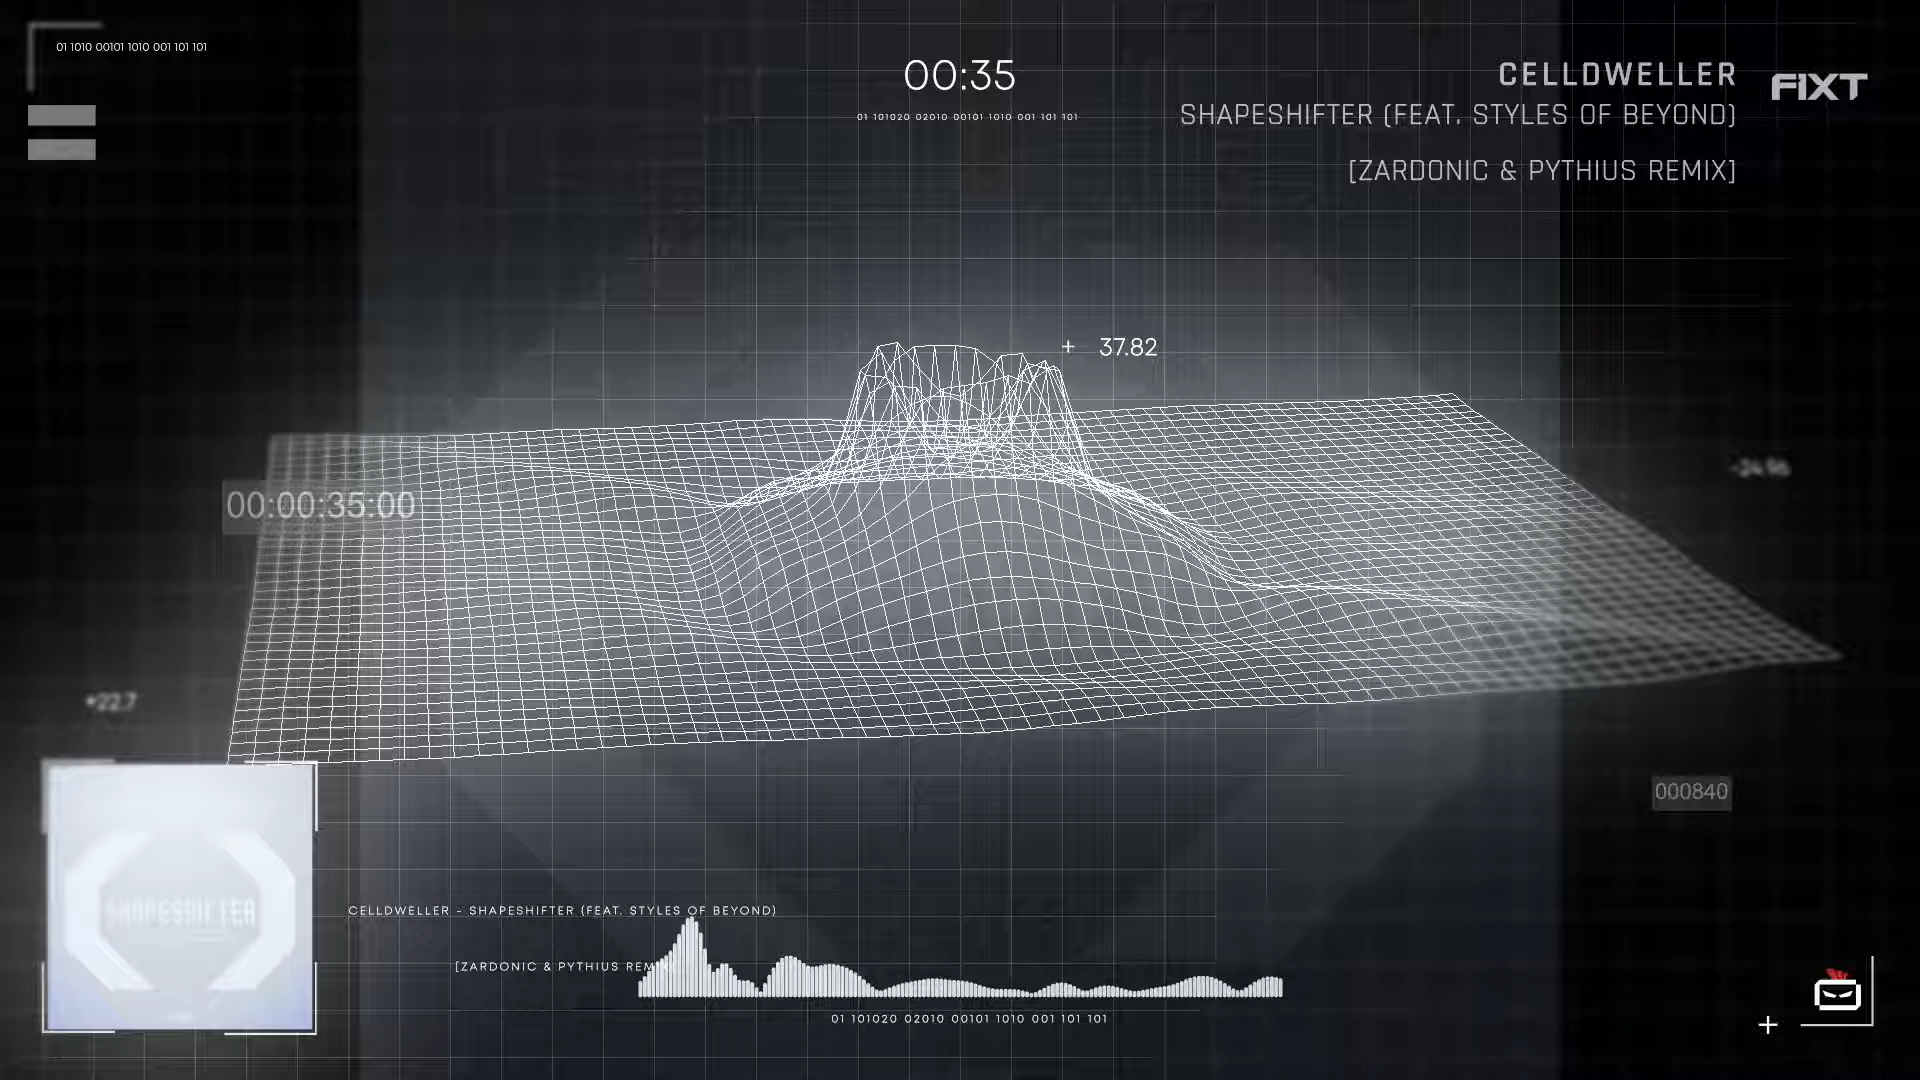 01 1010 00101 1010 001 101 101
00:35
01 101020 02010 00101 1010 001 101 101
CELLDWELLER
FiXT
SHAPESHIFTER (FEAT. STYLES OF BEYOND)
[ZARDONIC & PYTHIUS REMIX]
+ 37.82
-24.96
00:00:35:00
+22.7
000840
SHAPESHIFTER
CELLDWELLER - SHAPESHIFTER (FEAT. STYLES OF BEYOND)
[ZARDONIC & PYTHIUS REMIX]
01 101020 02010 00101 1010 001 101 101